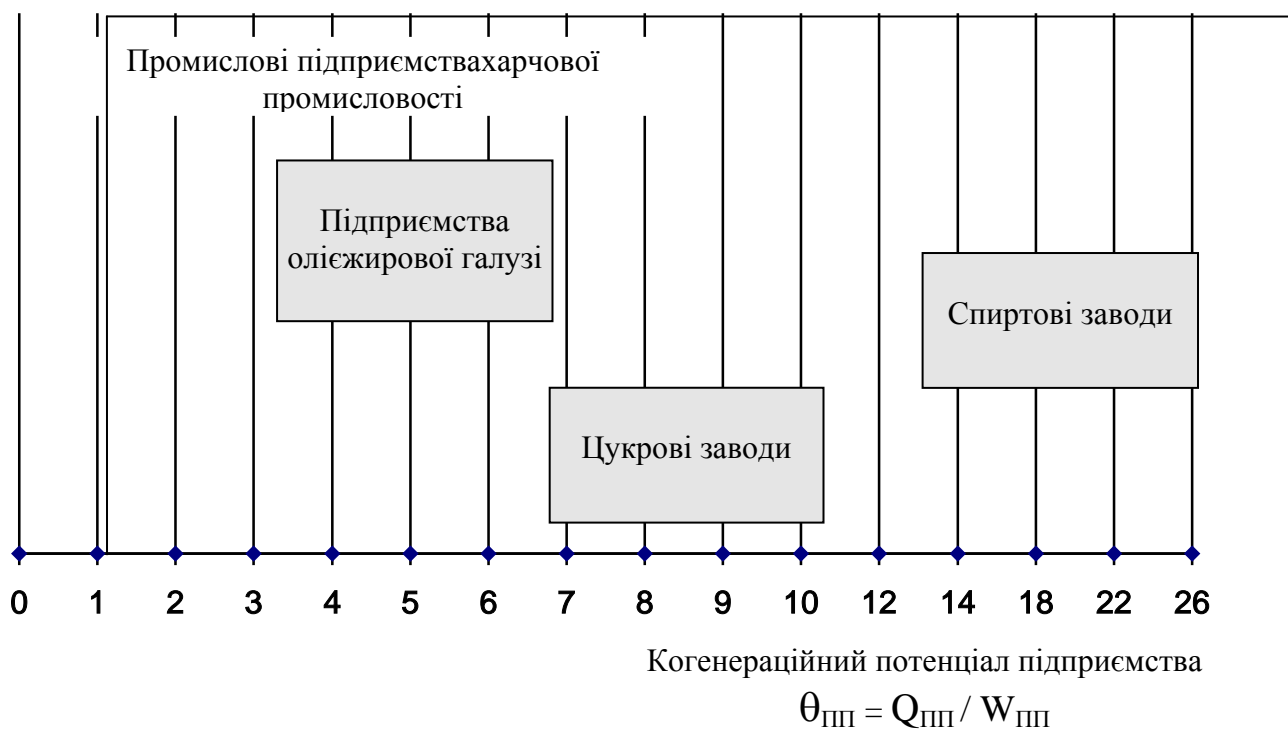 Промислові підприємствахарчової
промисловості
Підприємства
олієжирової галузі
Спиртові заводи
Цукрові заводи
0 1 2 3 4 5 6 7 8 9 10 12 14 18 22 26
Когенераційний потенціал підприємства
θПП = QПП / WПП